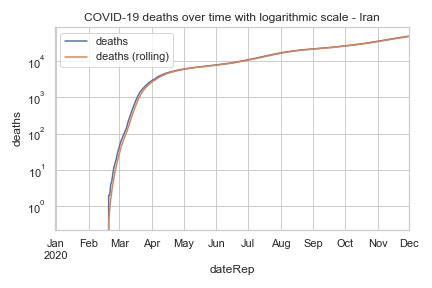 COVID-19 deaths over time with logarithmic scale - Iran
deaths
deaths (rolling)
10⁴
10³
10²
10¹
10⁰
deaths
Jan Feb Mar Apr May Jun Jul Aug Sep Oct Nov Dec
2020
dateRep